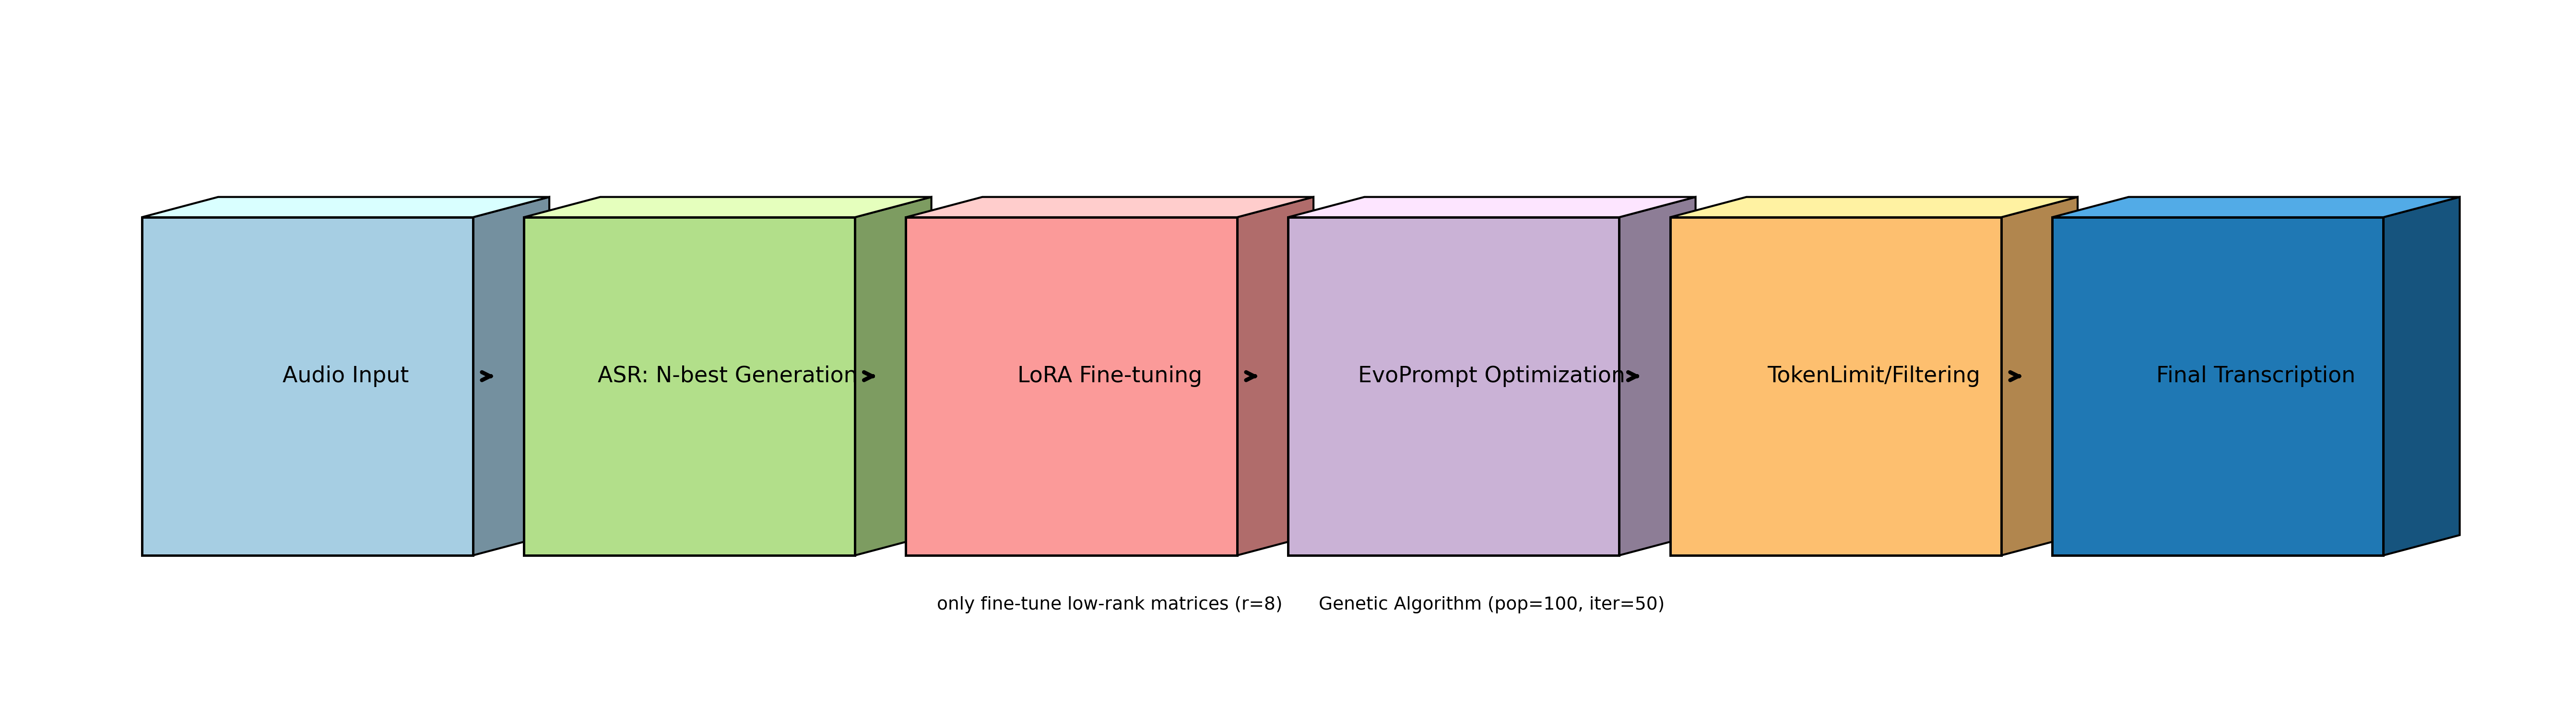 Audio Input
ASR: N-best Generation
LoRA Fine-tuning
EvoPrompt Optimization
TokenLimit/Filtering
Final Transcription
only fine-tune low-rank matrices (r=8)
Genetic Algorithm (pop=100, iter=50)